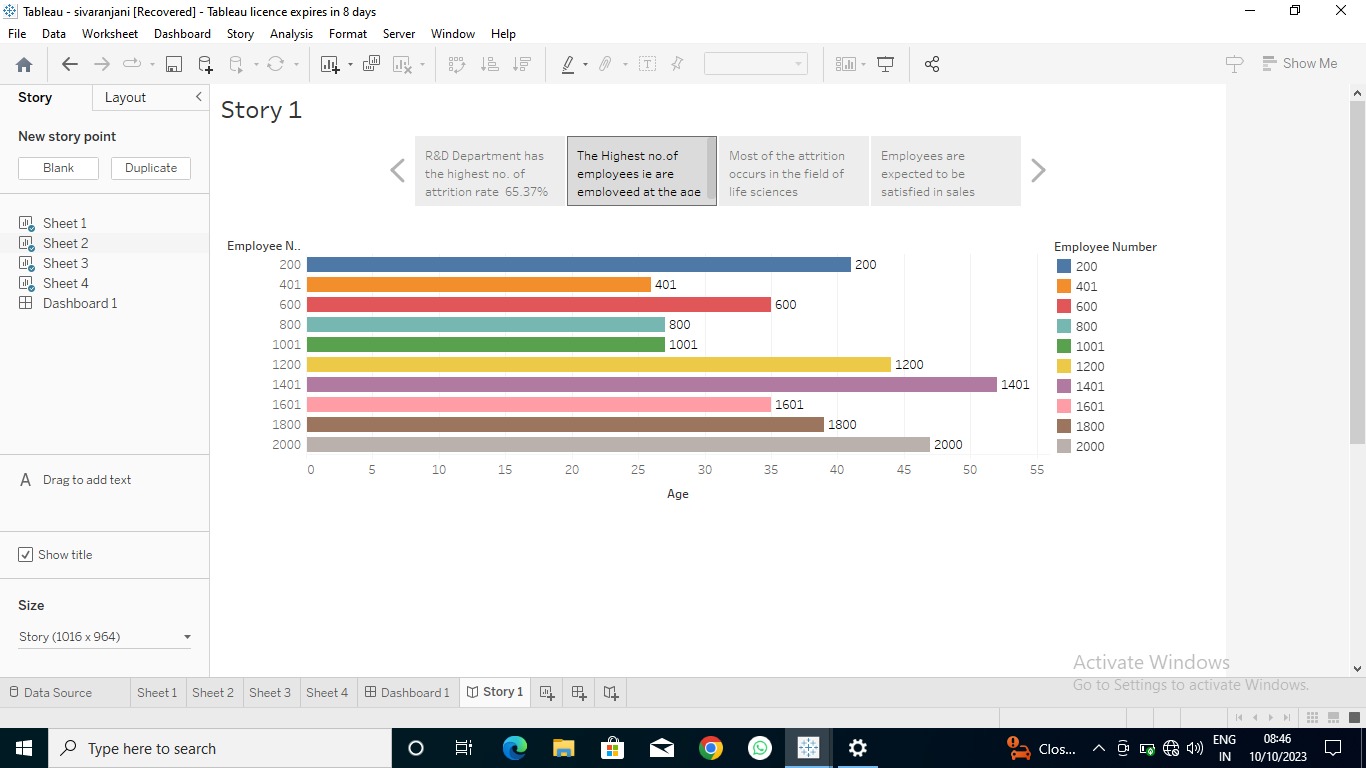 Tableau - sivaranjani [Recovered] - Tableau licence expires in 8 days
File Data Worksheet Dashboard Story Analysis Format Server Window Help
Show Me
Story Layout
New story point
Blank Duplicate
Sheet 1
Sheet 2
Sheet 3
Sheet 4
Dashboard 1
A Drag to add text
Show title
Size
Story (1016 x 964)
Story 1
R&D Department has
the highest no. of
attrition rate 65.37%
The Highest no.of
employees ie are
employeed at the age
Most of the attrition
occurs in the field of
life sciences
Employees are
expected to be
satisfied in sales
Employee N..
200 200
401 401
600 600
800 800
1001 1001
1200 1200
1401 1401
1601 1601
1800 1800
2000 2000
0 5 10 15 20 25 30 35 40 45 50 55
Age
Employee Number
200
401
600
800
1001
1200
1401
1601
1800
2000
Activate Windows
Go to Settings to activate Windows.
Data Source Sheet 1 Sheet 2 Sheet 3 Sheet 4 Dashboard 1 Story 1
Type here to search
Clos...
ENG
IN
08:46
10/10/2023